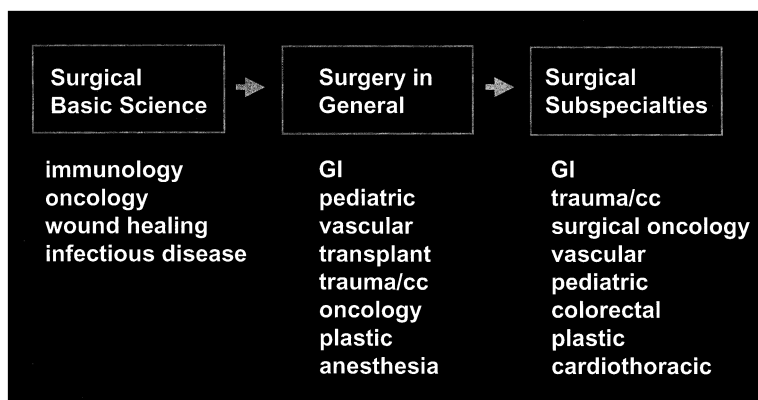 Surgical
Basic Science
Surgery in
General
Surgical
Subspecialties
immunology
oncology
wound healing
infectious disease
GI
pediatric
vascular
transplant
trauma/cc
oncology
plastic
anesthesia
GI
trauma/cc
surgical oncology
vascular
pediatric
colorectal
plastic
cardiothoracic